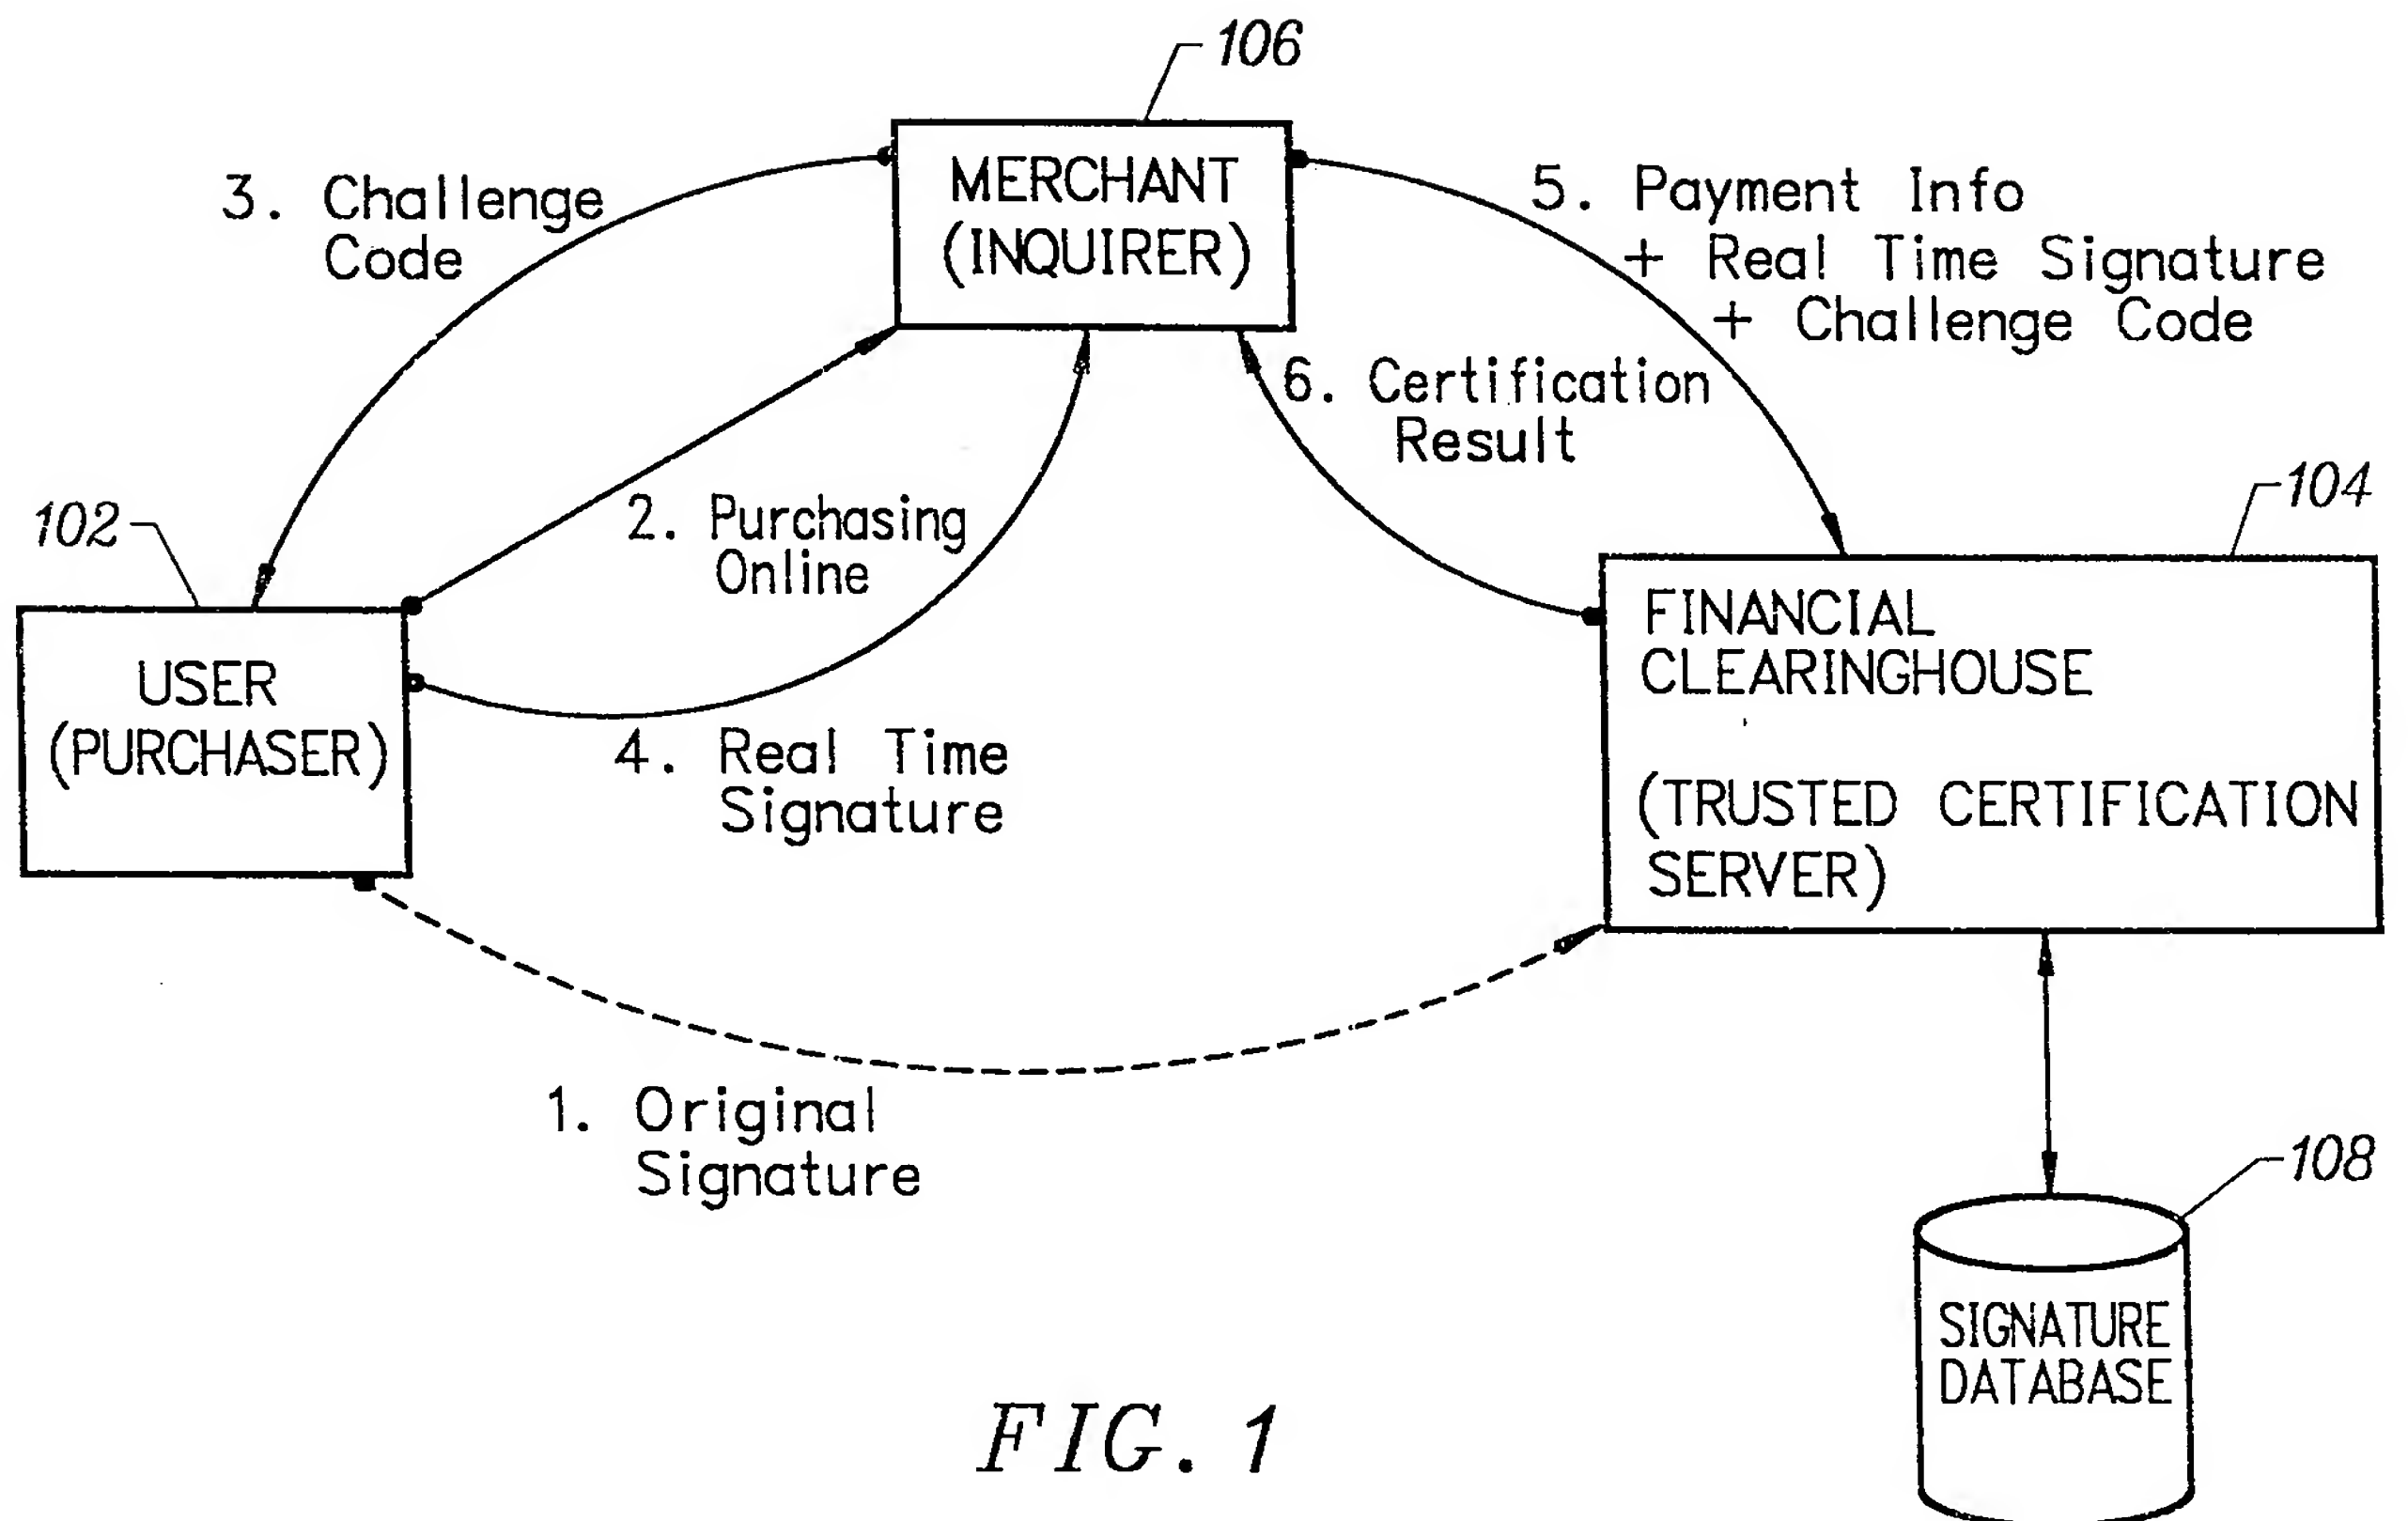 106
MERCHANT
(INQUIRER)
3. Challenge
Code
5. Payment Info
+ Real Time Signature
+ Challenge Code
6. Certification
Result
2. Purchasing
Online
102
USER
(PURCHASER)
4. Real Time
Signature
104
FINANCIAL
CLEARINGHOUSE
(TRUSTED CERTIFICATION
SERVER)
1. Original
Signature
108
SIGNATURE
DATABASE
FIG. 1